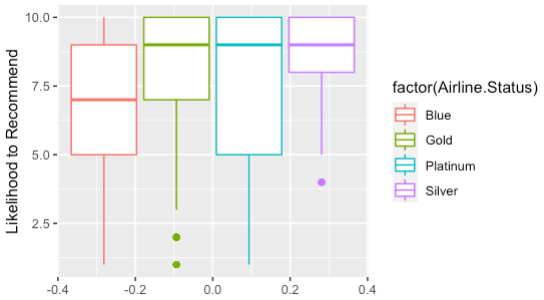 10.0
7.5
5.0
2.5
Likelihood to Recommend
-0.4
-0.2
0.0
0.2
0.4
factor(Airline.Status)
Blue
Gold
Platinum
Silver